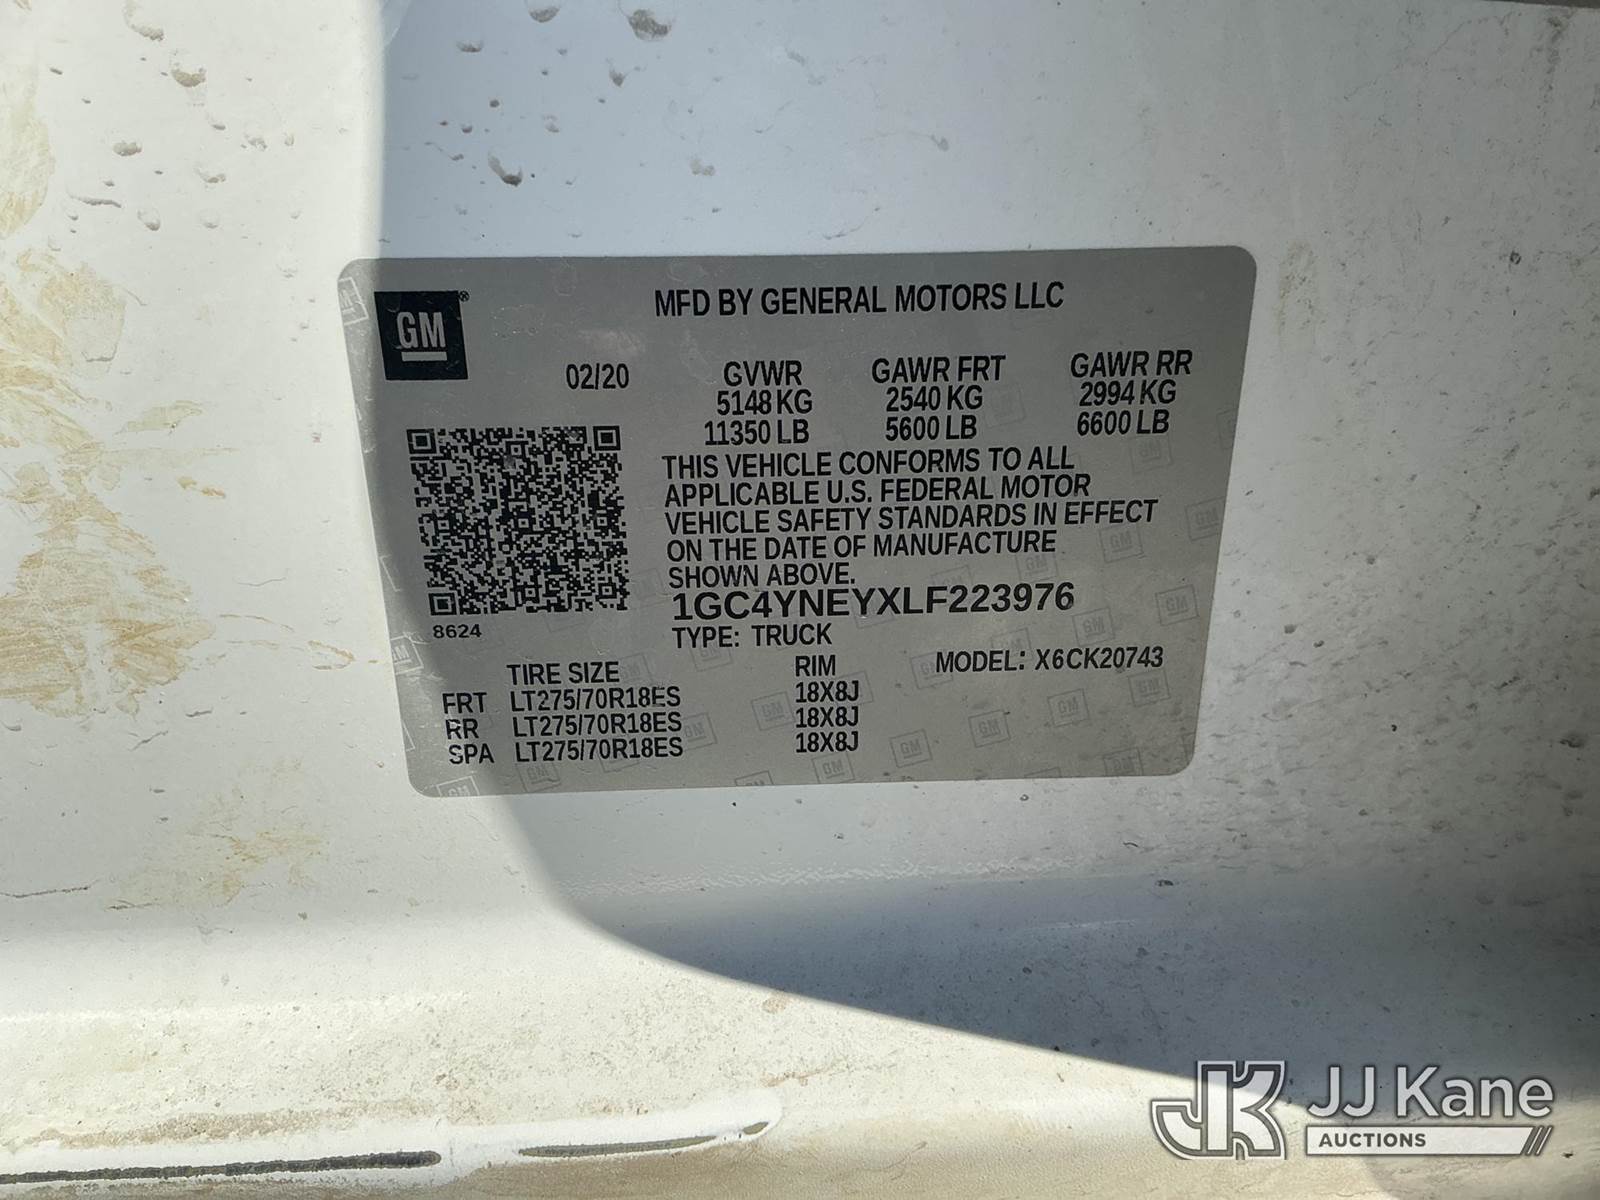 GM®
MFD BY GENERAL MOTORS LLC
02/20
GVWR GAWR FRT GAWR RR
5148 KG 2540 KG 2994 KG
11350 LB 5600 LB 6600 LB
THIS VEHICLE CONFORMS TO ALL
APPLICABLE U.S. FEDERAL MOTOR
VEHICLE SAFETY STANDARDS IN EFFECT
ON THE DATE OF MANUFACTURE
SHOWN ABOVE.
1GC4YNEYXLF223976
8624
TYPE: TRUCK
TIRE SIZE RIM MODEL: X6CK20743
FRT LT275/70R18ES 18X8J
RR LT275/70R18ES 18X8J
SPA LT275/70R18ES 18X8J
JK JJ Kane
AUCTIONS